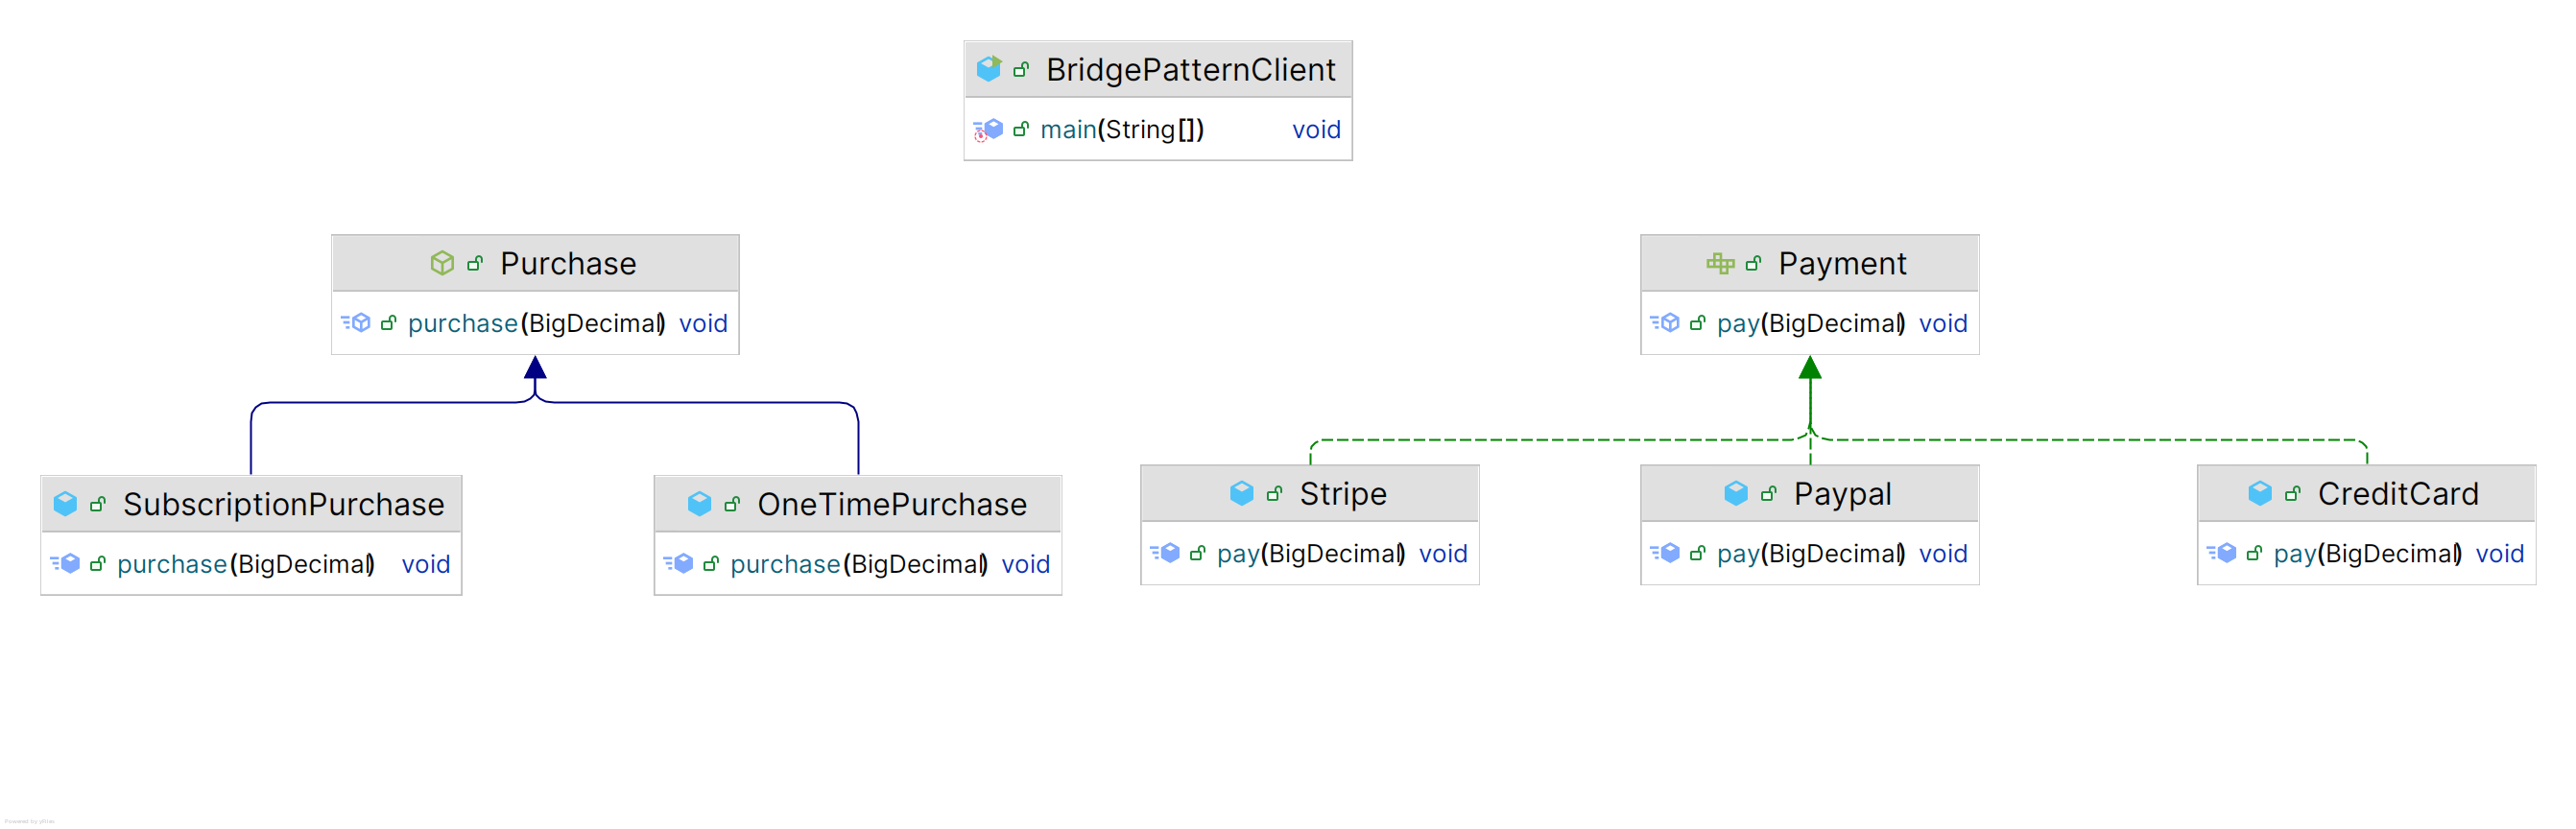 BridgePatternClient
main(String[]) void
Purchase
purchase(BigDecimal) void
Payment
pay(BigDecimal) void
SubscriptionPurchase
purchase(BigDecimal) void
OneTimePurchase
purchase(BigDecimal) void
Stripe
pay(BigDecimal) void
Paypal
pay(BigDecimal) void
CreditCard
pay(BigDecimal) void
Powered by yFiles